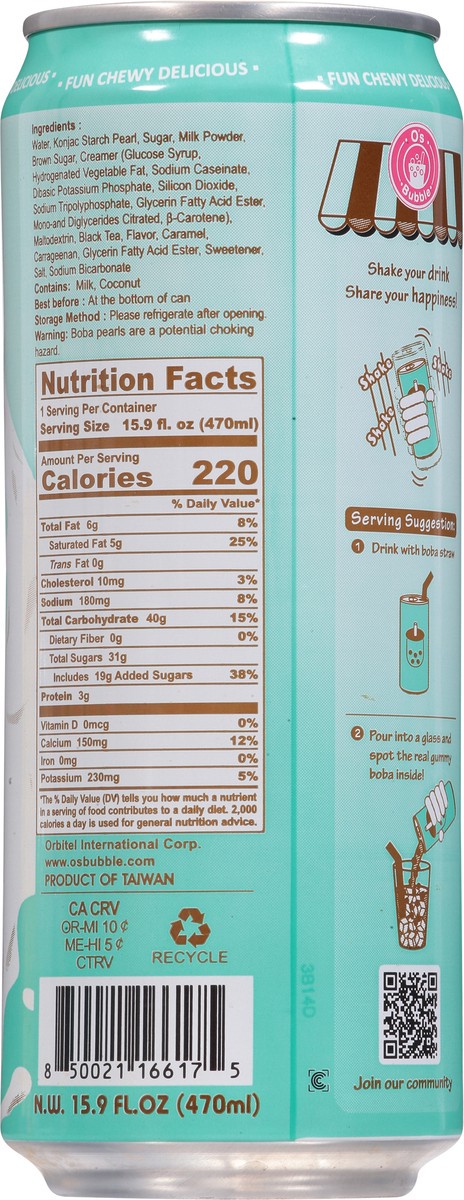 DELICIOUS • • FUN CHEWY DELICIOUS •
• FUN CHEWY DELICIOUS
Ingredients :
Water, Konjac Starch Pearl, Sugar, Milk Powder,
Brown Sugar, Creamer (Glucose Syrup,
Hydrogenated Vegetable Fat, Sodium Caseinate,
Dibasic Potassium Phosphate, Silicon Dioxide,
Sodium Tripolyphosphate, Glycerin Fatty Acid Ester,
Mono-and Diglycerides Citrated, β-Carotene),
Maltodextrin, Black Tea, Flavor, Caramel,
Carrageenan, Glycerin Fatty Acid Ester, Sweetener,
Salt, Sodium Bicarbonate
Contains: Milk, Coconut
Best before : At the bottom of can
Storage Method : Please refrigerate after opening.
Warning: Boba pearls are a potential choking
hazard.
Nutrition Facts
1 Serving Per Container
Serving Size 15.9 fl. oz (470ml)
Amount Per Serving
Calories 220
% Daily Value*
Total Fat 6g 8%
Saturated Fat 5g 25%
Trans Fat 0g
Cholesterol 10mg 3%
Sodium 180mg 8%
Total Carbohydrate 40g 15%
Dietary Fiber 0g 0%
Total Sugars 31g
Includes 19g Added Sugars 38%
Protein 3g
Vitamin D 0mcg 0%
Calcium 150mg 12%
Iron 0mg 0%
Potassium 230mg 5%
*The % Daily Value (DV) tells you how much a nutrient
in a serving of food contributes to a daily diet. 2,000
calories a day is used for general nutrition advice.
Orbitel International Corp.
www.osbubble.com
PRODUCT OF TAIWAN
CA CRV
OR-MI 10 ¢
ME-HI 5 ¢
CTRV
RECYCLE
8 50021 16617 5
N.W. 15.9 FL.OZ (470ml)
O's
Bubble
Shake your drink
Share your happiness!
Shake
Shake
Shake
Shake
Serving Suggestion:
1 Drink with boba straw
2 Pour into a glass and
spot the real gummy
boba inside!
38140
C
Join our community